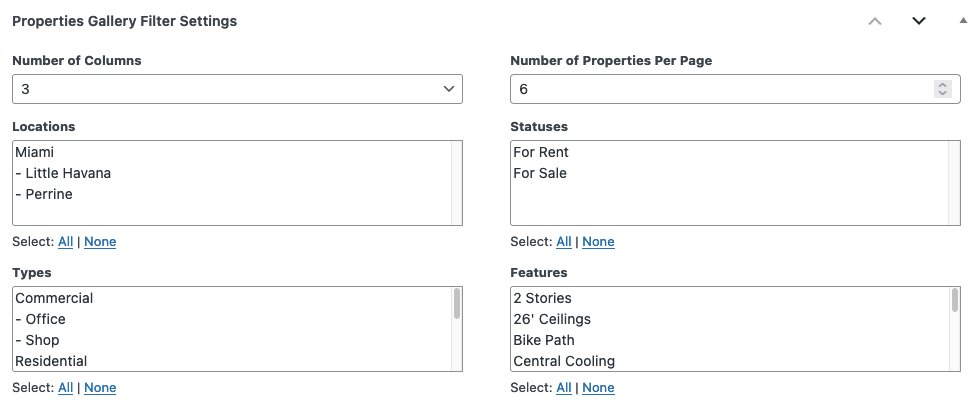 Properties Gallery Filter Settings
Number of Columns
3
Number of Properties Per Page
6
Locations
Miami
- Little Havana
- Perrine
Select: All | None
Statuses
For Rent
For Sale
Select: All | None
Types
Commercial
- Office
- Shop
Residential
Select: All | None
Features
2 Stories
26' Ceilings
Bike Path
Central Cooling
Select: All | None